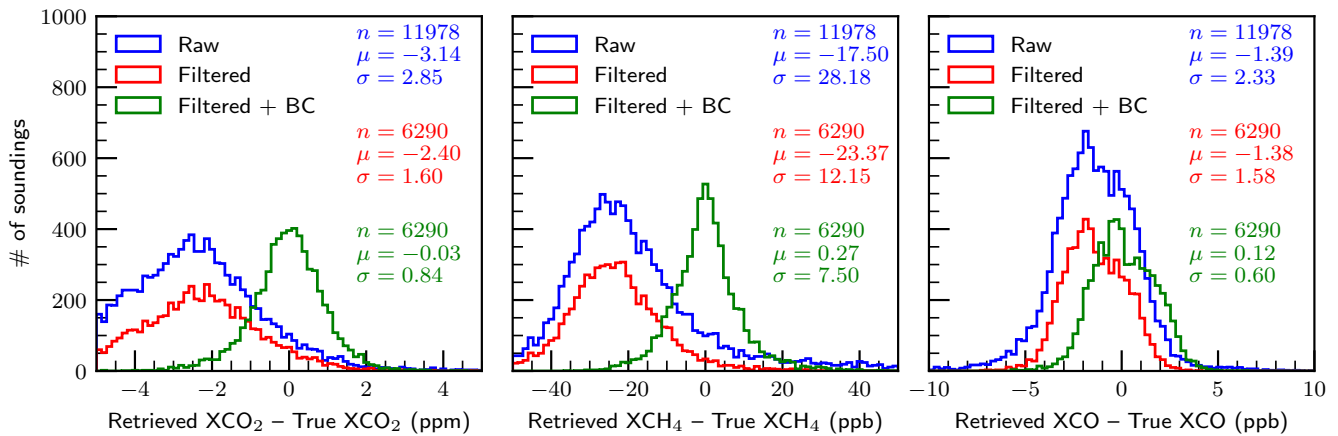 # of soundings
1000
800
600
400
200
0
Raw
Filtered
Filtered + BC
n = 11978
μ = −3.14
σ = 2.85
n = 6290
μ = −2.40
σ = 1.60
n = 6290
μ = −0.03
σ = 0.84
−4 −2 0 2 4
Retrieved XCO₂ – True XCO₂ (ppm)
Raw
Filtered
Filtered + BC
n = 11978
μ = −17.50
σ = 28.18
n = 6290
μ = −23.37
σ = 12.15
n = 6290
μ = 0.27
σ = 7.50
−40 −20 0 20 40
Retrieved XCH₄ – True XCH₄ (ppb)
Raw
Filtered
Filtered + BC
n = 11978
μ = −1.39
σ = 2.33
n = 6290
μ = −1.38
σ = 1.58
n = 6290
μ = 0.12
σ = 0.60
−10 −5 0 5 10
Retrieved XCO – True XCO (ppb)